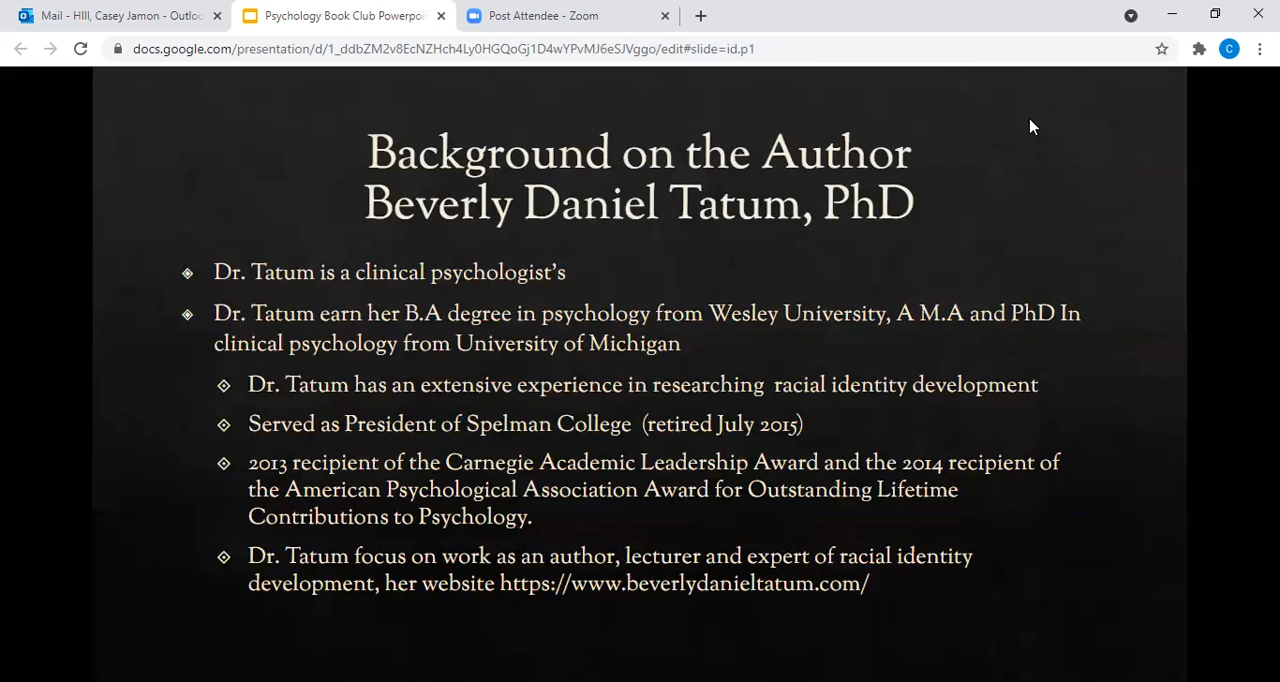 Mail - HIll, Casey Jamon - Outloo
Psychology Book Club Powerpoi
Post Attendee - Zoom
docs.google.com/presentation/d/1_ddbZM2v8EcNZHch4Ly0HGQoGj1D4wYPvMJ6eSJVggo/edit#slide=id.p1
C
Background on the Author
Beverly Daniel Tatum, PhD
Dr. Tatum is a clinical psychologist's
Dr. Tatum earn her B.A degree in psychology from Wesley University, A M.A and PhD In
clinical psychology from University of Michigan
Dr. Tatum has an extensive experience in researching racial identity development
Served as President of Spelman College (retired July 2015)
2013 recipient of the Carnegie Academic Leadership Award and the 2014 recipient of
the American Psychological Association Award for Outstanding Lifetime
Contributions to Psychology.
Dr. Tatum focus on work as an author, lecturer and expert of racial identity
development, her website https://www.beverlydanieltatum.com/